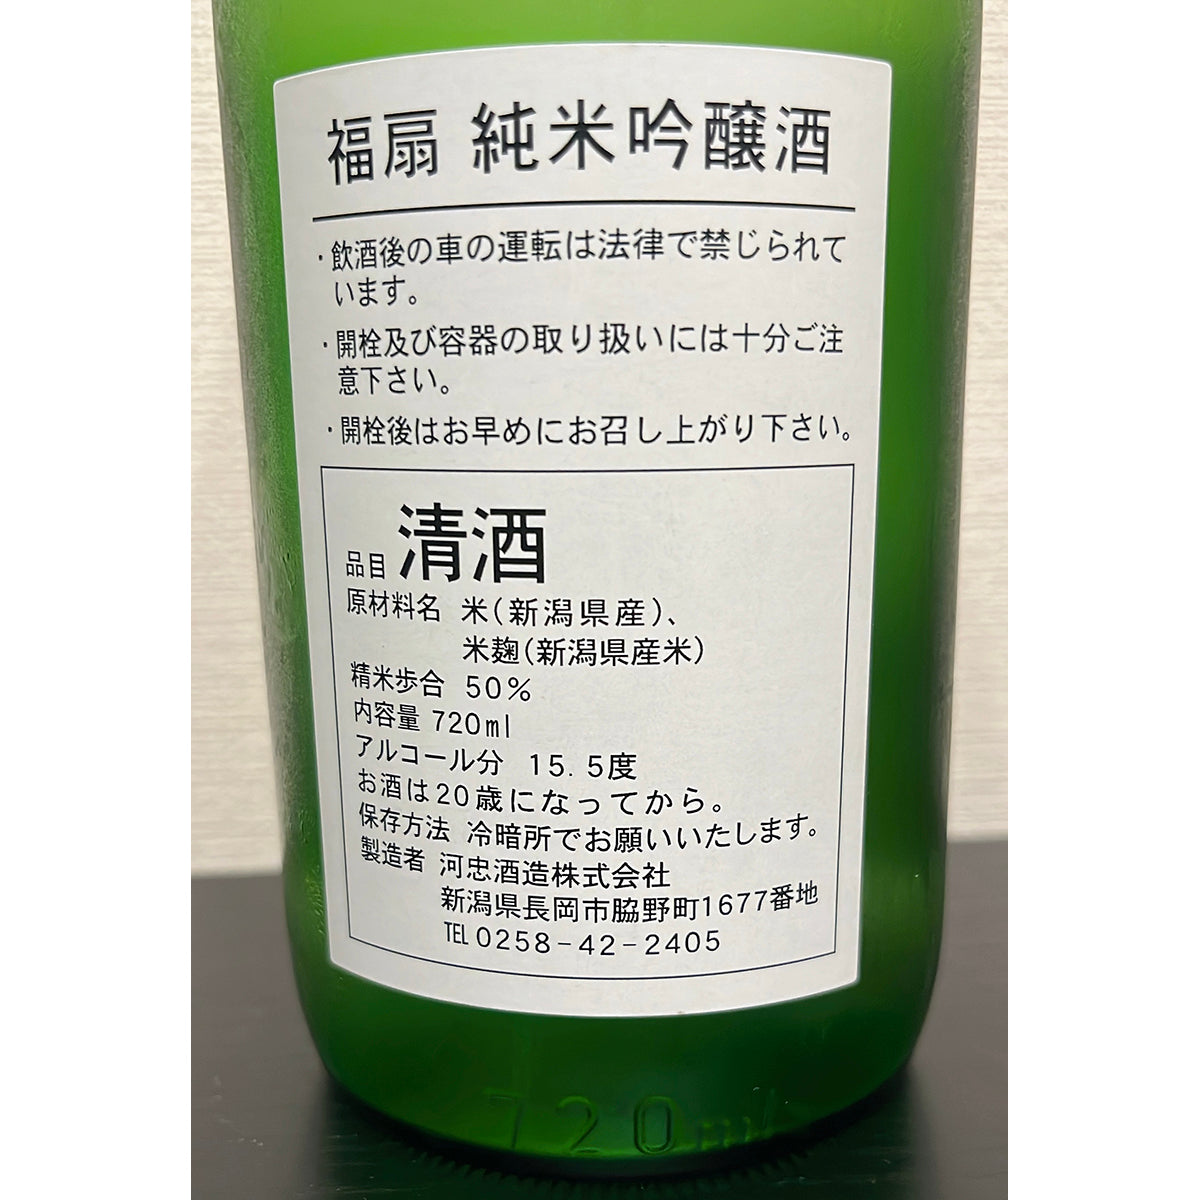 福扇 純米吟醸酒
・飲酒後の車の運転は法律で禁じられて
います。
・開栓及び容器の取り扱いには十分ご注
意下さい。
・開栓後はお早めにお召し上がり下さい。
品目 清酒
原材料名 米(新潟県産)、
米麹(新潟県産米)
精米歩合 50%
内容量 720ml
アルコール分 15.5度
お酒は20歳になってから。
保存方法 冷暗所でお願いいたします。
製造者 河忠酒造株式会社
新潟県長岡市脇野町1677番地
TEL 0258-42-2405
720ml